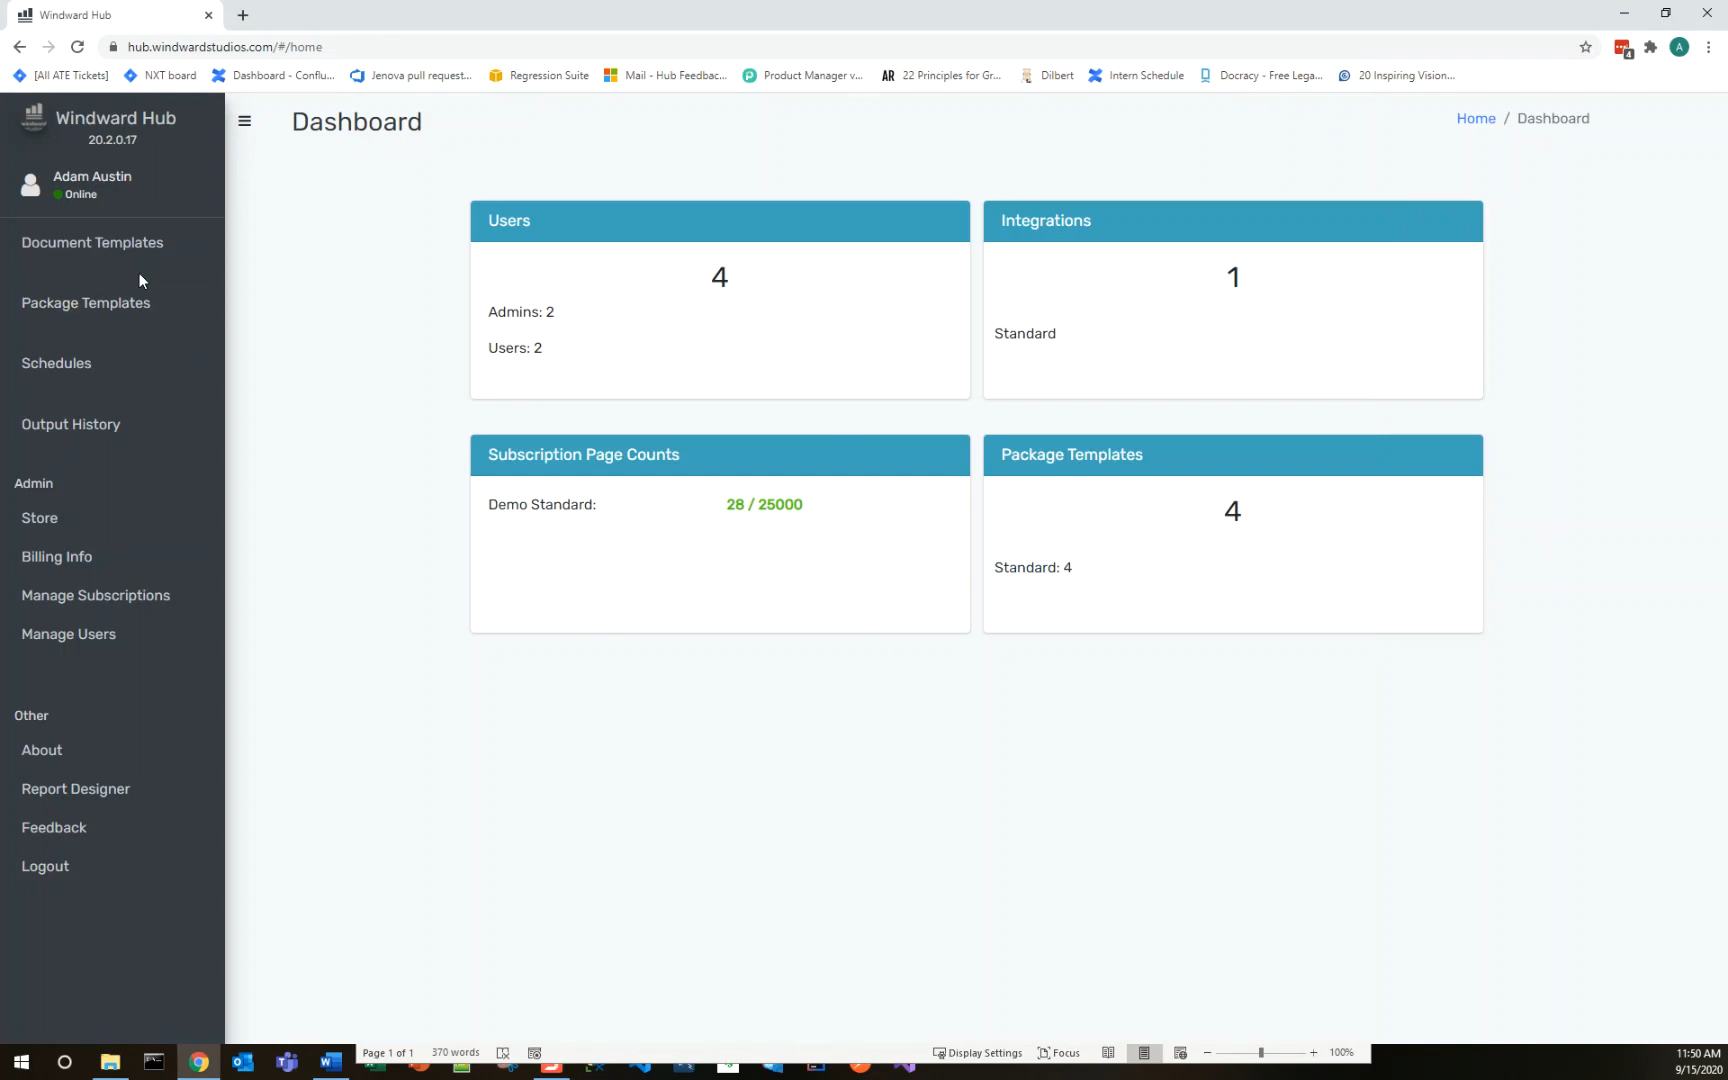 Windward Hub
hub.windwardstudios.com/#/home
4
A
[All ATE Tickets]
NXT board
Dashboard - Conflu...
Jenova pull request...
Regression Suite
Mail - Hub Feedbac...
Product Manager v...
AR 22 Principles for Gr...
Dilbert
Intern Schedule
Docracy - Free Lega...
20 Inspiring Vision...
Windward Hub
20.2.0.17
Adam Austin
Online
Document Templates
Package Templates
Schedules
Output History
Admin
Store
Billing Info
Manage Subscriptions
Manage Users
Other
About
Report Designer
Feedback
Logout
Dashboard
Home / Dashboard
Users
4
Admins: 2
Users: 2
Integrations
1
Standard
Subscription Page Counts
Demo Standard: 28 / 25000
Package Templates
4
Standard: 4
Page 1 of 1 370 words
Display Settings Focus 100%
11:50 AM
9/15/2020